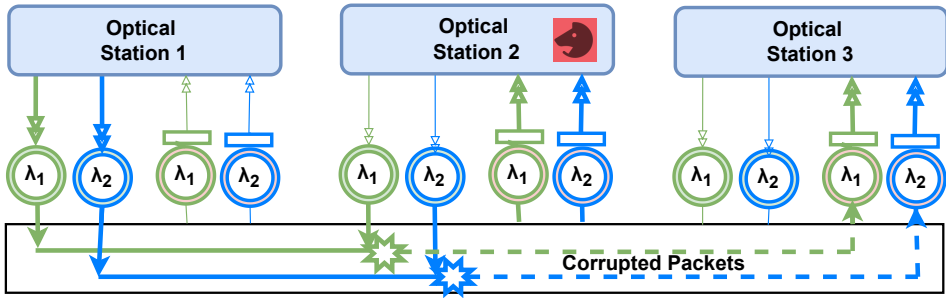 Optical
Station 1
Optical
Station 2
Optical
Station 3
λ1 λ2 λ1 λ2
λ1 λ2 λ1 λ2
λ1 λ2 λ1 λ2
Corrupted Packets